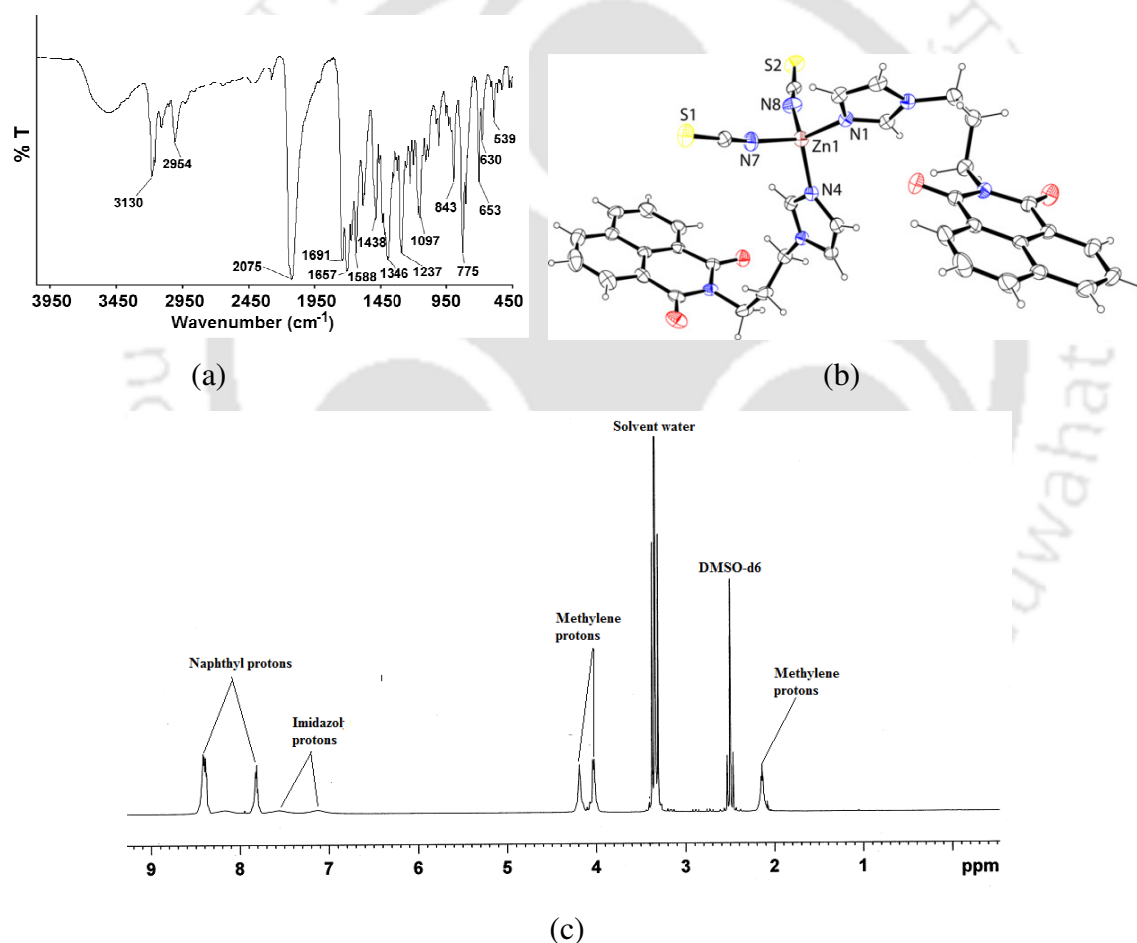 % T
3130
2954
2075
1691
1657
1588
1438
1346
1237
1097
843
775
653
630
539
3950 3450 2950 2450 1950 1450 950 450
Wavenumber (cm-1)
(a)
S2
S1
N8
N7
Zn1
N1
N4
(b)
Solvent water
DMSO-d6
Methylene
protons
Methylene
protons
Naphthyl protons
Imidazol
protons
9 8 7 6 5 4 3 2 1 ppm
(c)
uwahat